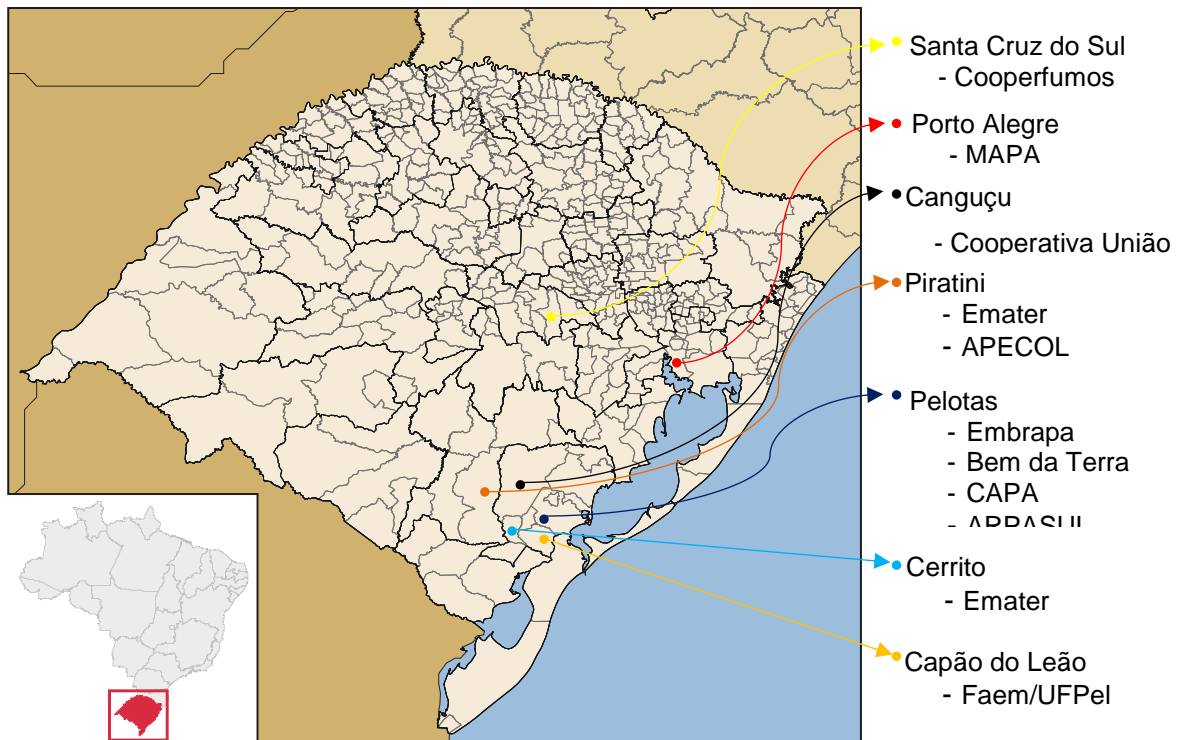 Santa Cruz do Sul
- Cooperfumos
Porto Alegre
- MAPA
Canguçu
- Cooperativa União
Piratini
- Emater
- APECOL
Pelotas
- Embrapa
- Bem da Terra
- CAPA
Cerrito
- Emater
Capão do Leão
- Faem/UFPel